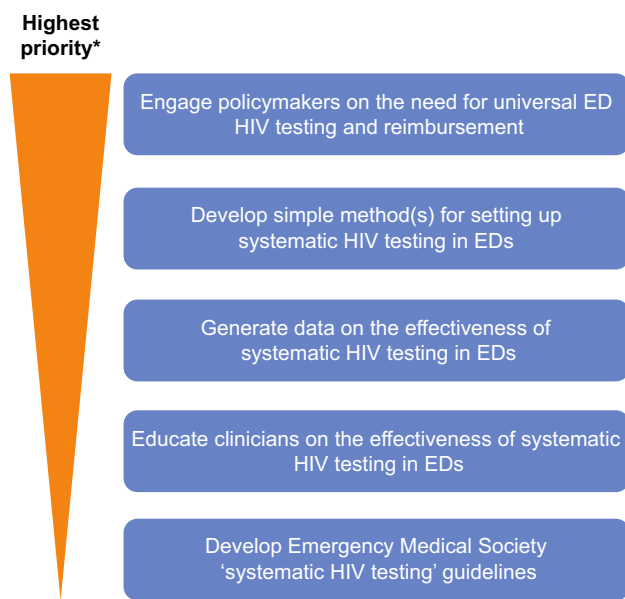 Highest
priority*
Engage policymakers on the need for universal ED
HIV testing and reimbursement
Develop simple method(s) for setting up
systematic HIV testing in EDs
Generate data on the effectiveness of
systematic HIV testing in EDs
Educate clinicians on the effectiveness of systematic
HIV testing in EDs
Develop Emergency Medical Society
‘systematic HIV testing’ guidelines